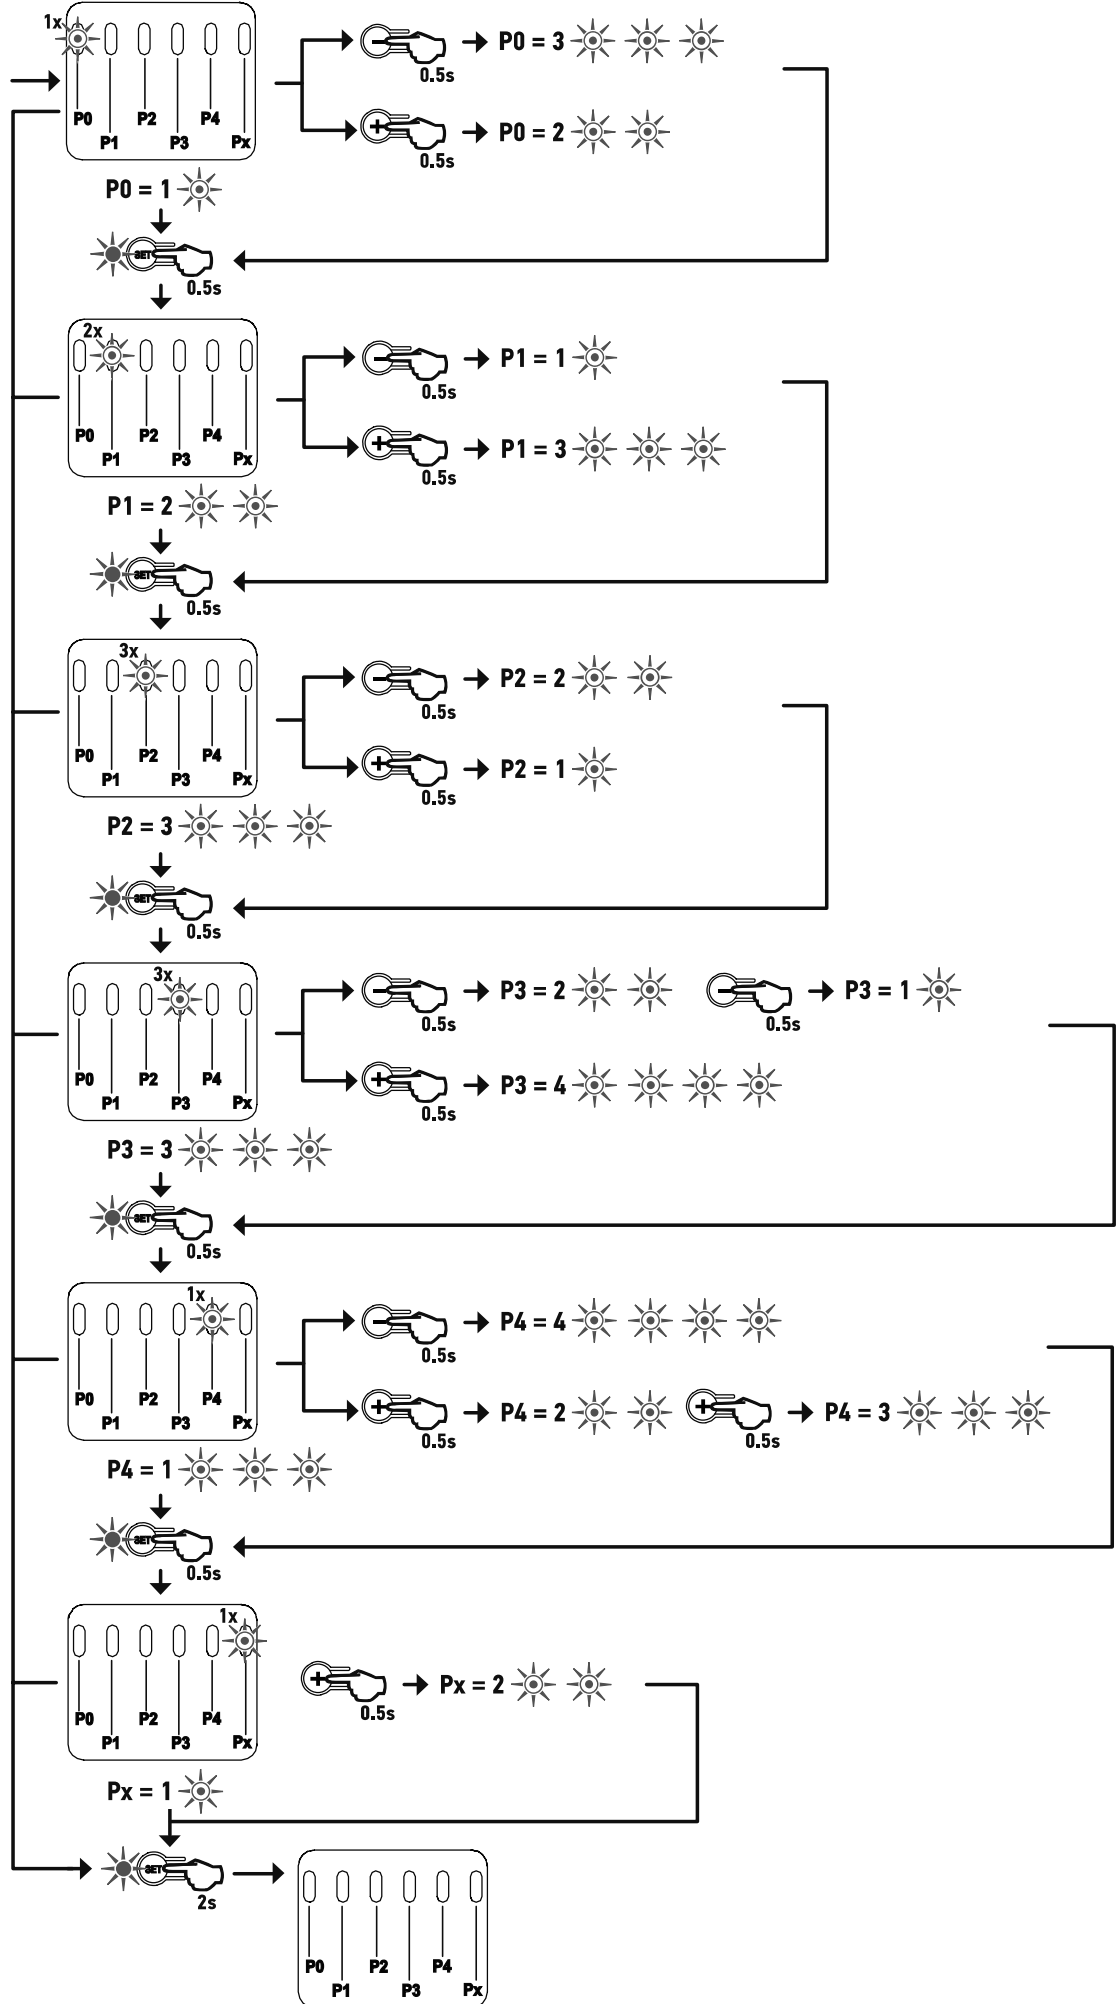 1x
P0 P2 P4
P1 P3 Px
0.5s
P0 = 3
0.5s
P0 = 2
P0 = 1
SET
0.5s
2x
P0 P2 P4
P1 P3 Px
0.5s
P1 = 1
0.5s
P1 = 3
P1 = 2
SET
0.5s
3x
P0 P2 P4
P1 P3 Px
0.5s
P2 = 2
0.5s
P2 = 1
P2 = 3
SET
0.5s
3x
P0 P2 P4
P1 P3 Px
0.5s
P3 = 2
0.5s
P3 = 1
0.5s
P3 = 4
P3 = 3
SET
0.5s
1x
P0 P2 P4
P1 P3 Px
0.5s
P4 = 4
0.5s
P4 = 2
0.5s
P4 = 3
P4 = 1
SET
0.5s
1x
P0 P2 P4
P1 P3 Px
0.5s
Px = 2
Px = 1
SET
2s
P0 P2 P4
P1 P3 Px